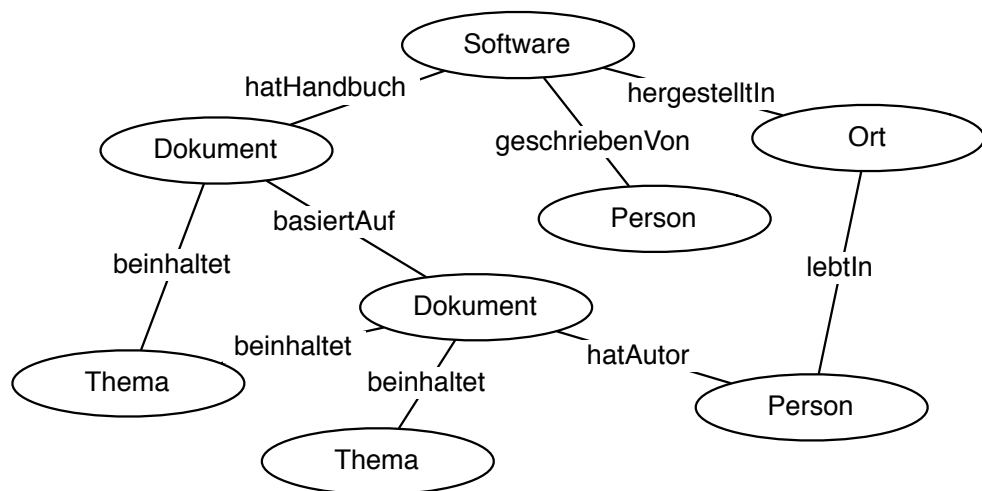 Software
hatHandbuch
hergestelltIn
geschriebenVon
Dokument
Ort
basiertAuf
Person
beinhaltet
lebtIn
Dokument
beinhaltet
hatAutor
beinhaltet
Thema
Person
Thema